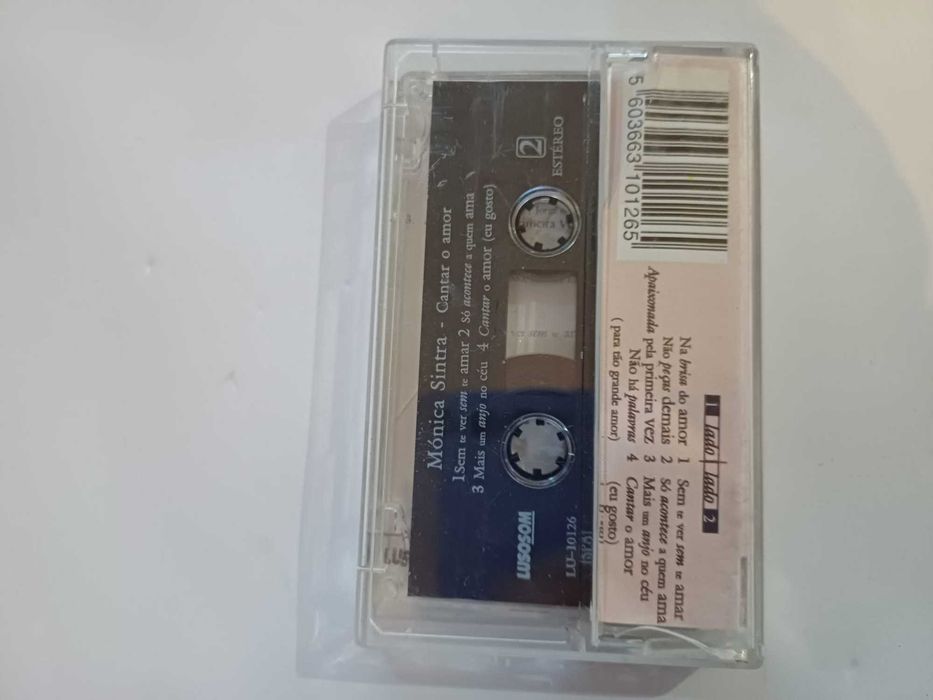 Mónica Sintra - Cantar o amor
1 Sem te ver sem te amar 2 Só acontece a quem ama
3 Mais um anjo no céu 4 Cantar o amor (eu gosto)
2
ESTÉREO
LUSOSOM
LU-10126
5 603663 101265
1 lado lado 2
Na brisa do amor 1 Sem te ver sem te amar
Não peças demais 2 Só acontece a quem ama
Apaixonada pela primeira vez 3 Mais um anjo no céu
Não há palavras 4 Cantar o amor
( para tão grande amor) (eu gosto)